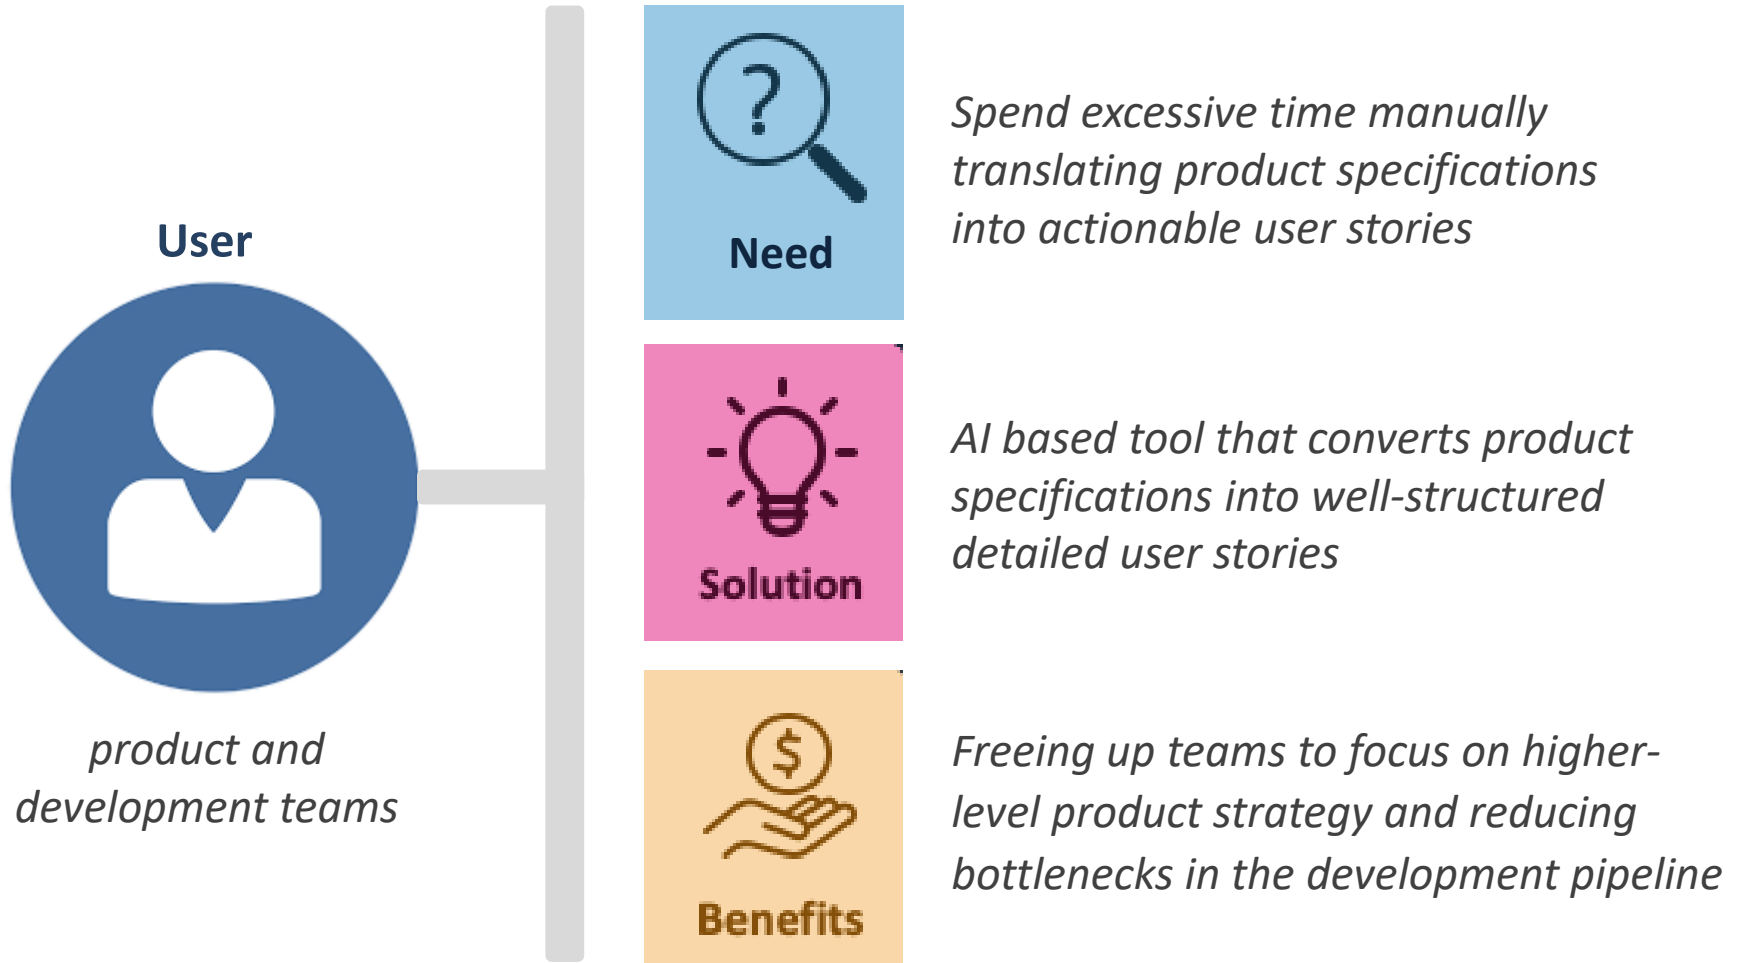 User
product and
development teams
?
Need
Spend excessive time manually
translating product specifications
into actionable user stories
Solution
AI based tool that converts product
specifications into well-structured
detailed user stories
$
Benefits
Freeing up teams to focus on higher-
level product strategy and reducing
bottlenecks in the development pipeline